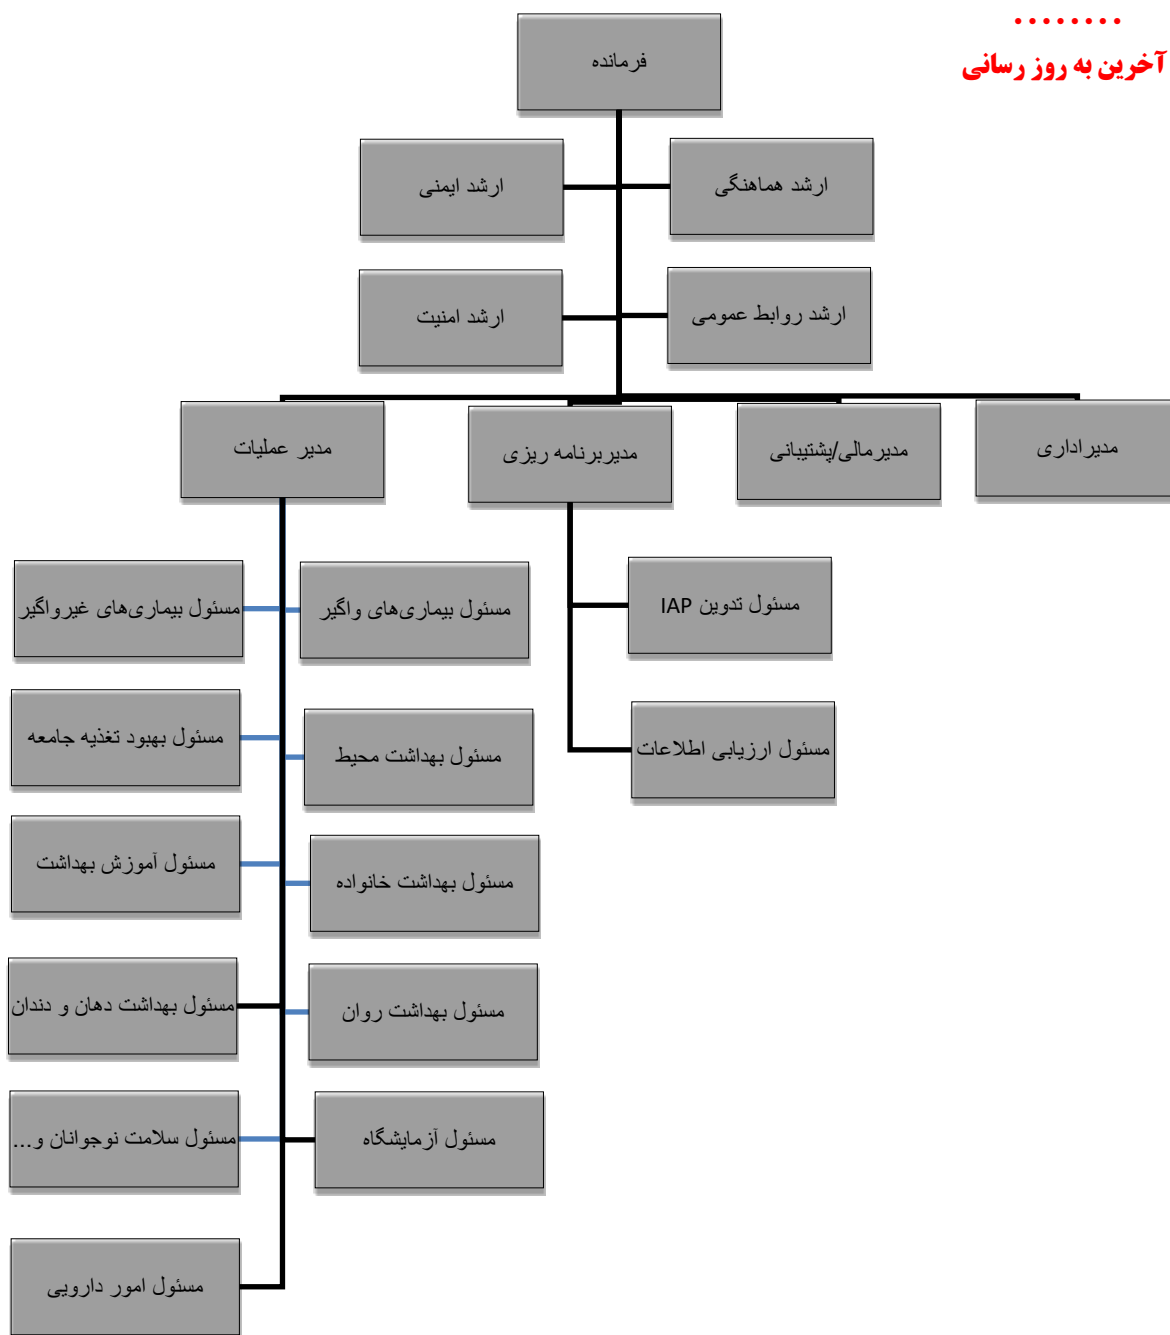 ........
آخرین به روز رسانی
فرمانده
ارشد هماهنگی
ارشد ایمنی
ارشد روابط عمومی
ارشد امنیت
مدیراداری
مدیرمالی/پشتیبانی
مدیربرنامه ریزی
مدیر عملیات
مسئول تدوین IAP
مسئول بیماری‌های واگیر
مسئول بیماری‌های غیرواگیر
مسئول ارزیابی اطلاعات
مسئول بهداشت محیط
مسئول بهبود تغذیه جامعه
مسئول بهداشت خانواده
مسئول آموزش بهداشت
مسئول بهداشت روان
مسئول بهداشت دهان و دندان
مسئول آزمایشگاه
مسئول سلامت نوجوانان و...
مسئول امور دارویی